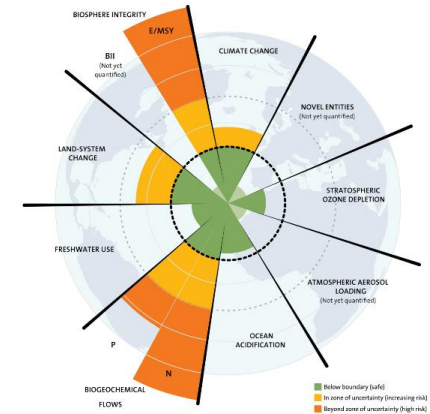 BIOSPHERE INTEGRITY
E/MSY
BII
(Not yet
quantified)
CLIMATE CHANGE
NOVEL ENTITIES
(Not yet quantified)
LAND-SYSTEM
CHANGE
STRATOSPHERIC
OZONE DEPLETION
FRESHWATER USE
ATMOSPHERIC AEROSOL
LOADING
(Not yet quantified)
OCEAN
ACIDIFICATION
P
N
BIOGEOCHEMICAL
FLOWS
Below boundary (safe)
In zone of uncertainty (increasing risk)
Beyond zone of uncertainty (high risk)